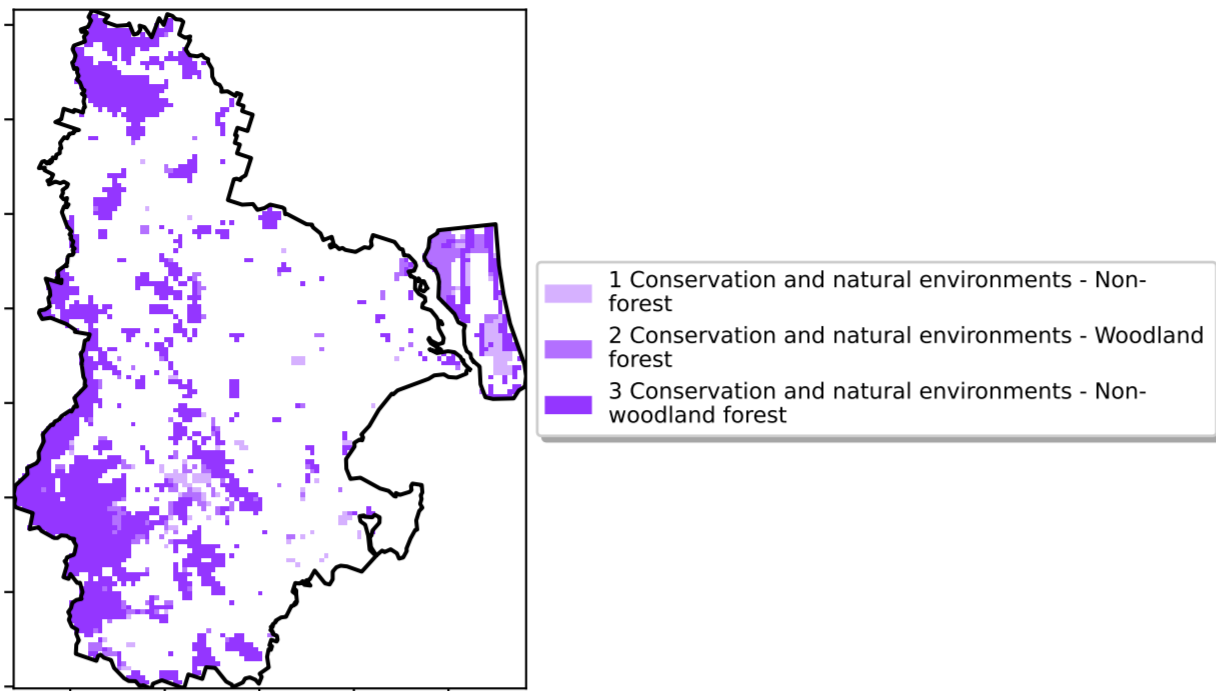 1 Conservation and natural environments - Non-
forest
2 Conservation and natural environments - Woodland
forest
3 Conservation and natural environments - Non-
woodland forest